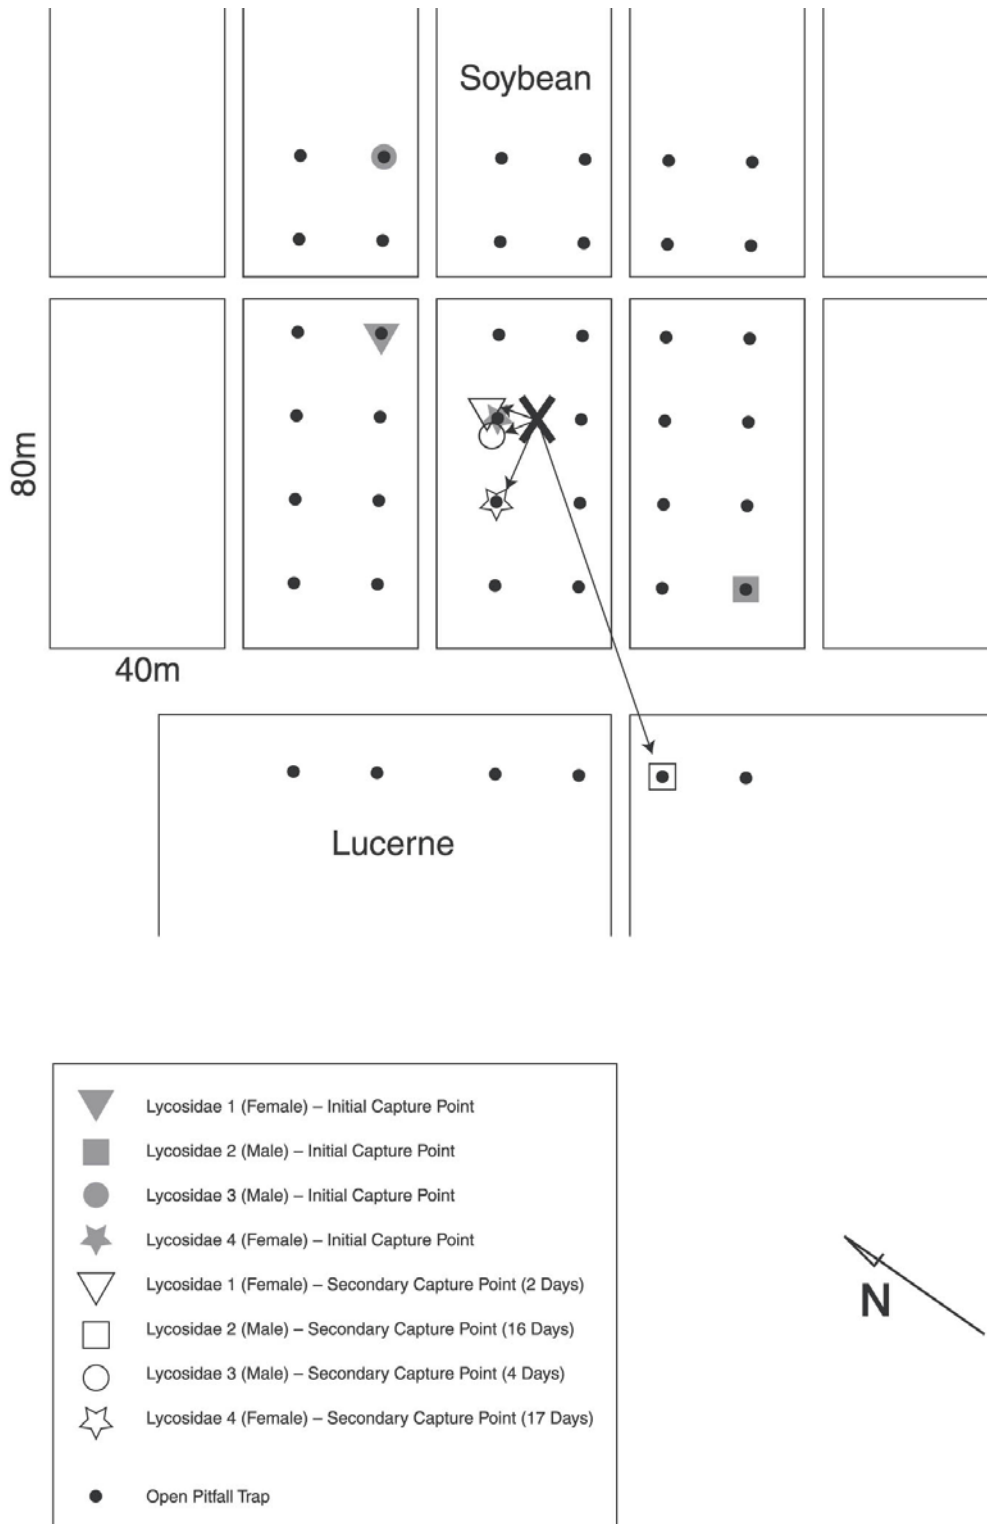 Soybean
80m
40m
Lucerne
Lycosidae 1 (Female) – Initial Capture Point
Lycosidae 2 (Male) – Initial Capture Point
Lycosidae 3 (Male) – Initial Capture Point
Lycosidae 4 (Female) – Initial Capture Point
Lycosidae 1 (Female) – Secondary Capture Point (2 Days)
Lycosidae 2 (Male) – Secondary Capture Point (16 Days)
Lycosidae 3 (Male) – Secondary Capture Point (4 Days)
Lycosidae 4 (Female) – Secondary Capture Point (17 Days)
Open Pitfall Trap
N